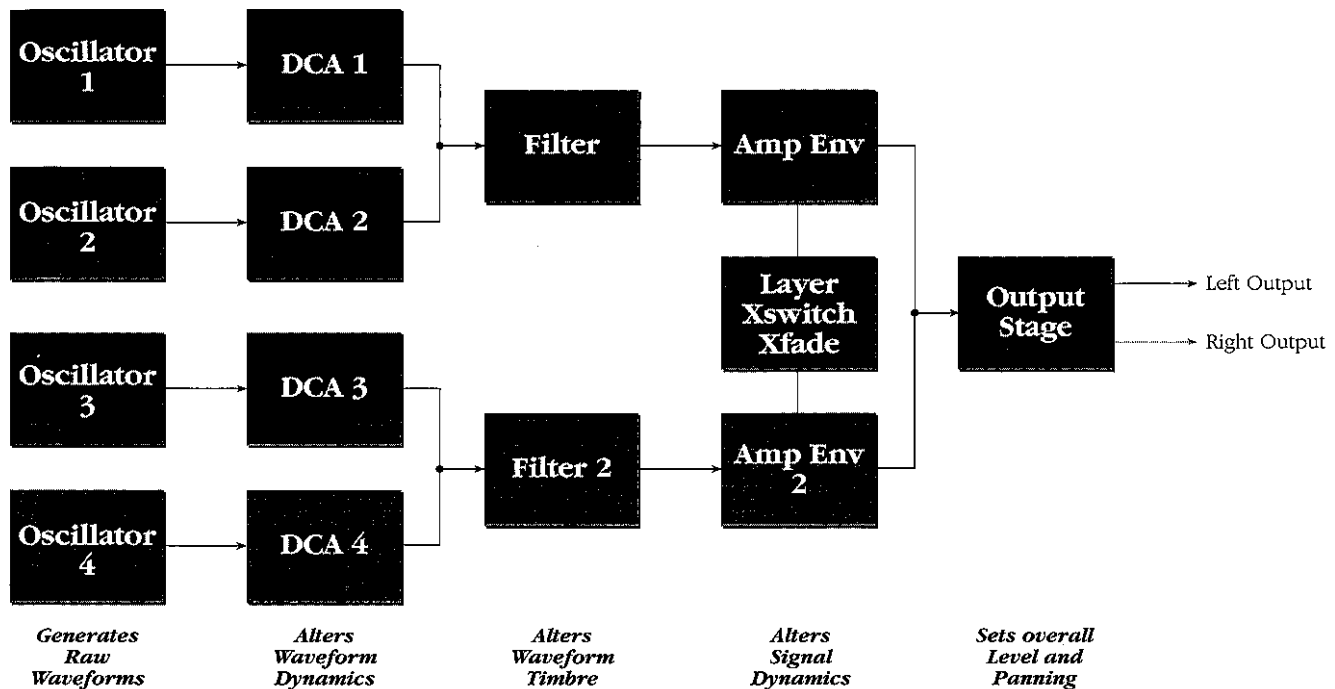 Oscillator
1
DCA 1
Oscillator
2
DCA 2
Filter
Amp Env
Layer
Xswitch
Xfade
Output
Stage
Left Output
Right Output
Oscillator
3
DCA 3
Oscillator
4
DCA 4
Filter 2
Amp Env
2
Generates
Raw
Waveforms
Alters
Waveform
Dynamics
Alters
Waveform
Timbre
Alters
Signal
Dynamics
Sets overall
Level and
Panning